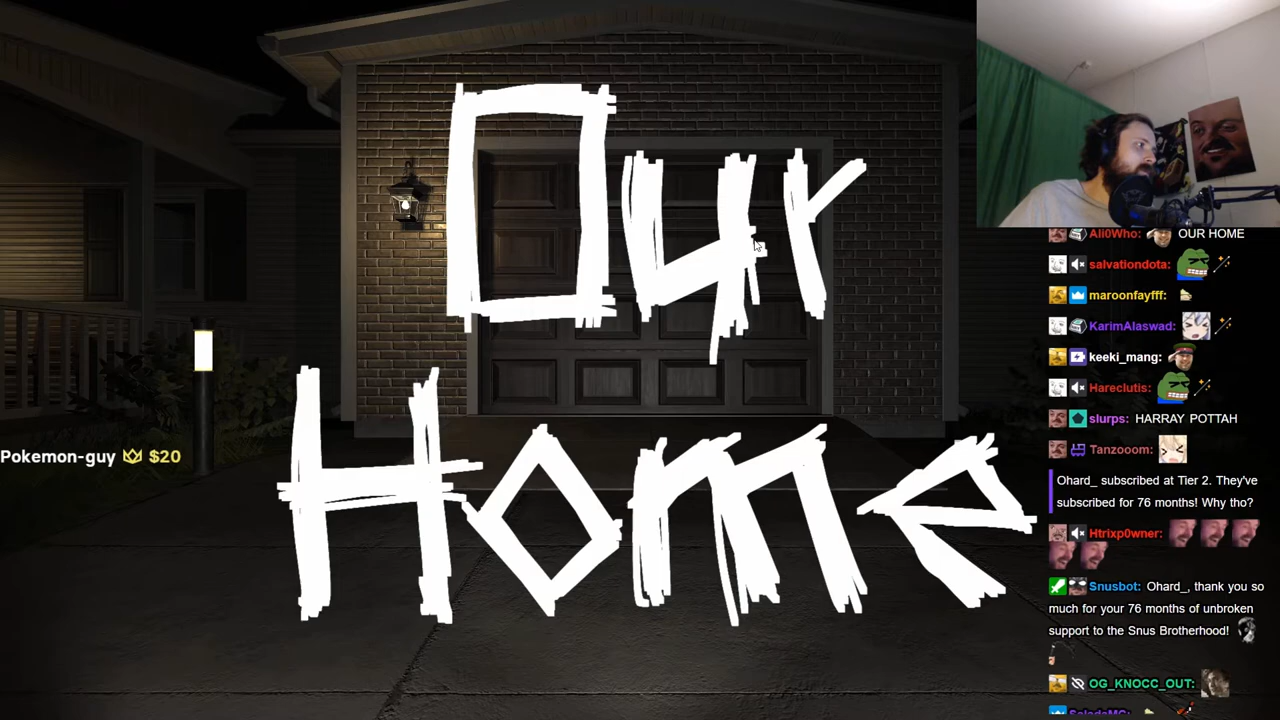 Our
Home
Pokemon-guy $20
Ali0Who: OUR HOME
salvationdota:
maroonfayfff:
KarimAlaswad:
keeki_mang:
Hareclutis:
slurps: HARRAY POTTAH
Tanzooom:
Ohard_ subscribed at Tier 2. They've
subscribed for 76 months! Why tho?
Htrixp0wner:
Snusbot: Ohard_, thank you so
much for your 76 months of unbroken
support to the Snus Brotherhood!
OG_KNOCC_OUT: